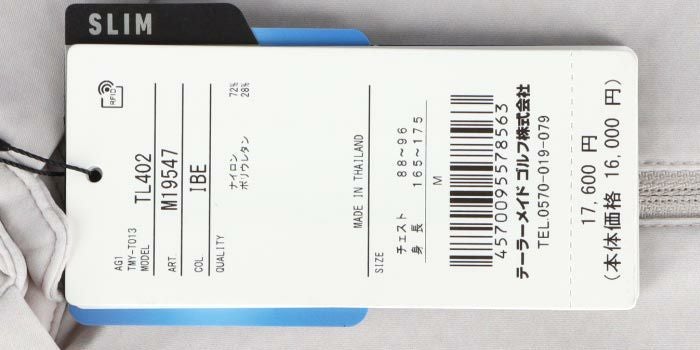 SLIM
RFID
AG1
TMY-T013
MODEL TL402
ART. M19547
COL. IBE
QUALITY ナイロン 72%
ポリウレタン 28%
MADE IN THAILAND
SIZE チェスト 88〜96
身長 165〜175
M
4570095578563
テーラーメイド ゴルフ株式会社
TEL.0570-019-079
17,600 円
(本体価格 16,000 円)